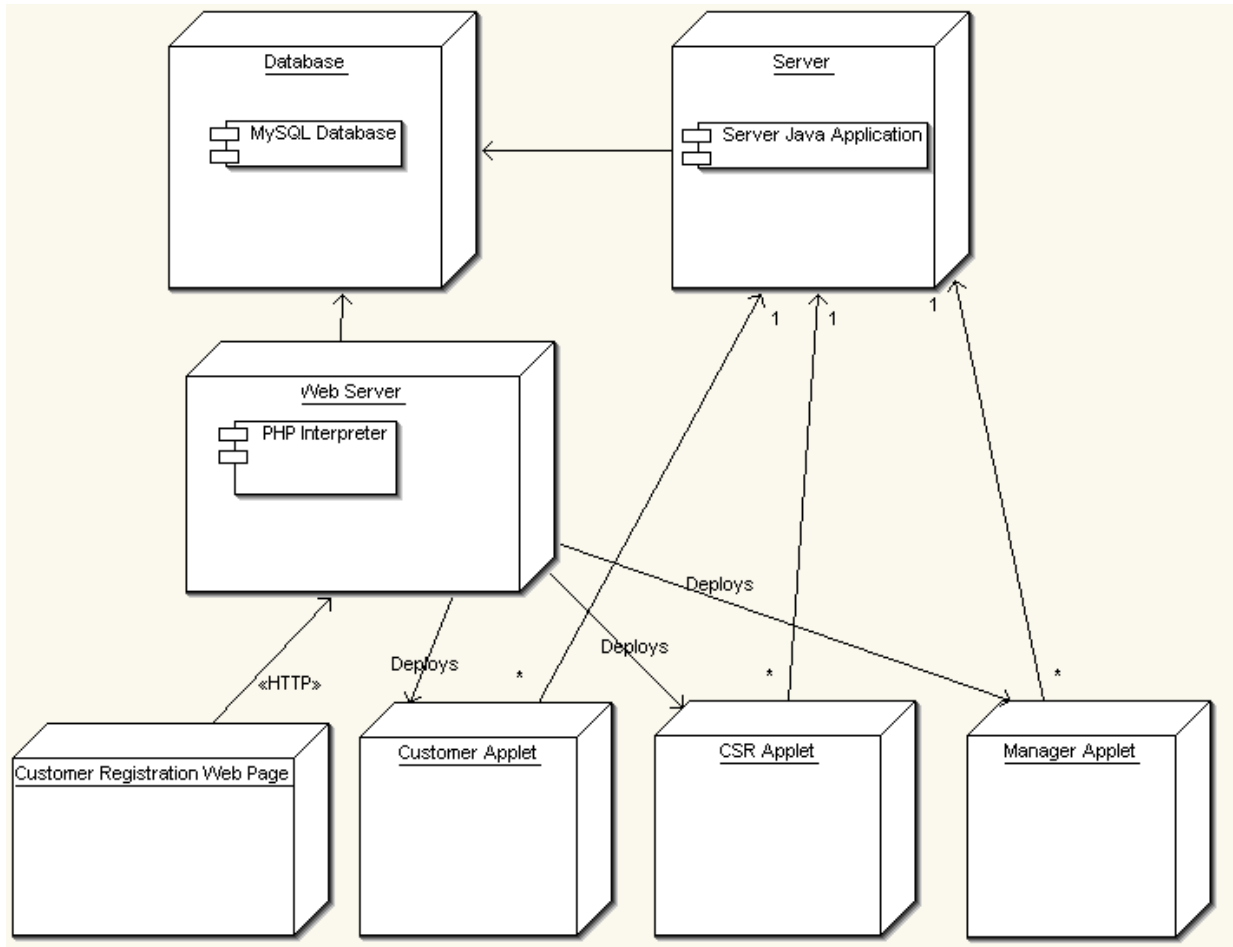 Database
Server
MySQL Database
Server Java Application
1
1
1
Web Server
PHP Interpreter
Deploys
Deploys
Deploys
«HTTP»
*
*
*
Customer Registration Web Page
Customer Applet
CSR Applet
Manager Applet